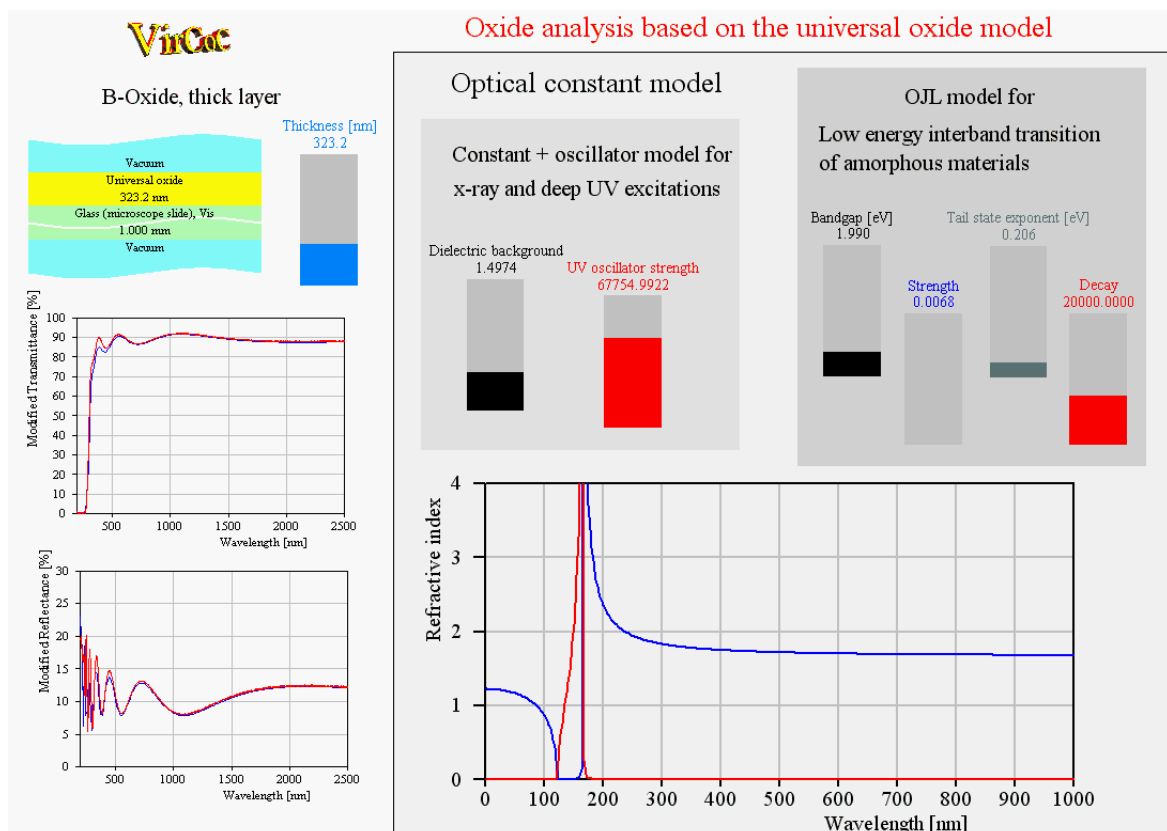 VirCoc
Oxide analysis based on the universal oxide model
B-Oxide, thick layer
Thickness [nm]
323.2
Vacuum
Universal oxide
323.2 nm
Glass (microscope slide), Vis
1.000 mm
Vacuum
Optical constant model
Constant + oscillator model for
x-ray and deep UV excitations
Dielectric background
1.4974
UV oscillator strength
67754.9922
OJL model for
Low energy interband transition
of amorphous materials
Bandgap [eV]
1.990
Strength
0.0068
Tail state exponent [eV]
0.206
Decay
20000.0000
Modified Transmittance [%]
100
90
80
70
60
50
40
30
20
10
0
500
1000
1500
2000
2500
Wavelength [nm]
Modified Reflectance [%]
30
25
20
15
10
5
0
500
1000
1500
2000
2500
Wavelength [nm]
Refractive index
4
3
2
1
0
0
100
200
300
400
500
600
700
800
900
1000
Wavelength [nm]